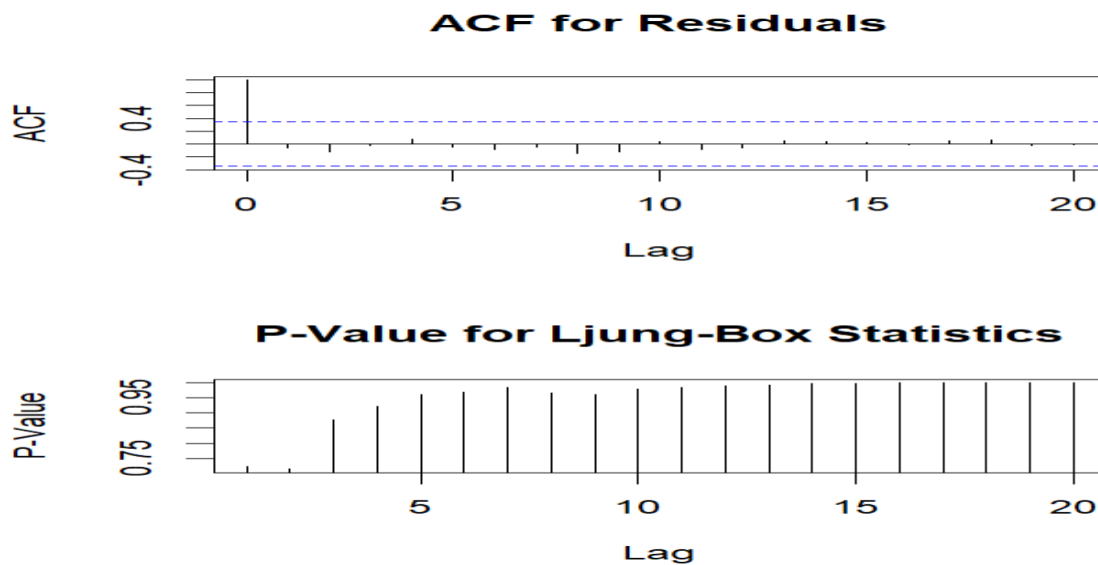 ACF for Residuals
ACF
0.4
-0.4
0 5 10 15 20
Lag
P-Value for Ljung-Box Statistics
P-Value
0.95
0.75
5 10 15 20
Lag